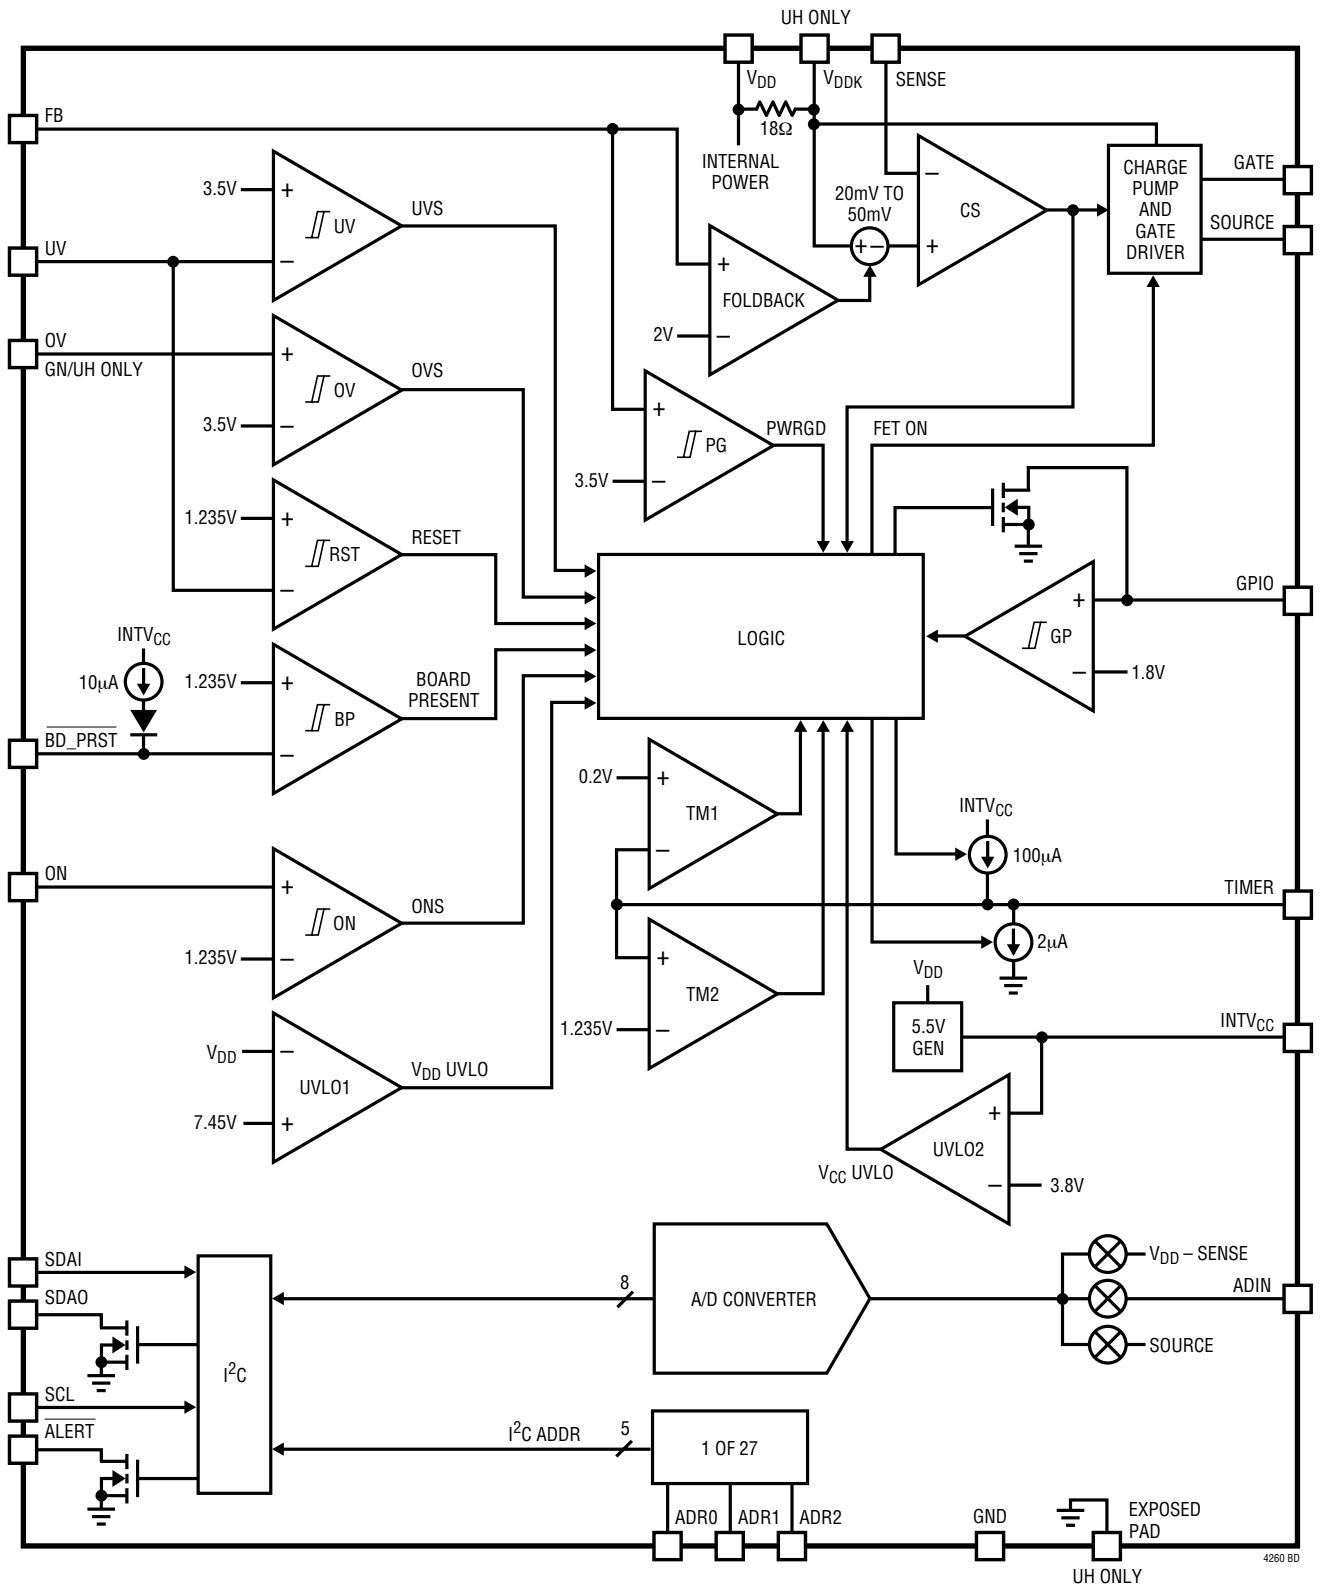 UH ONLY
VDD
VDDK
SENSE
FB
18Ω
INTERNAL
POWER
20mV TO
50mV
+ −
−
+
CS
CHARGE
PUMP
AND
GATE
DRIVER
GATE
SOURCE
3.5V
+
−
UV
UVS
UV
+
−
FOLDBACK
2V
OV
GN/UH ONLY
+
−
OV
OVS
3.5V
+
−
PG
PWRGD
3.5V
FET ON
1.235V
+
−
RST
RESET
LOGIC
GPIO
+
−
GP
1.8V
INTVCC
10µA
1.235V
+
−
BP
BOARD
PRESENT
BD_PRST
0.2V
+
−
TM1
INTVCC
100µA
ON
+
−
ON
ONS
1.235V
TIMER
2µA
+
−
TM2
1.235V
VDD
5.5V
GEN
INTVCC
VDD
−
+
UVLO1
VDD UVLO
7.45V
+
−
UVLO2
VCC UVLO
3.8V
SDAI
SDAO
I2C
8
A/D CONVERTER
VDD – SENSE
ADIN
SOURCE
SCL
ALERT
I2C ADDR
5
1 OF 27
ADR0
ADR1
ADR2
GND
EXPOSED
PAD
UH ONLY
4260 BD